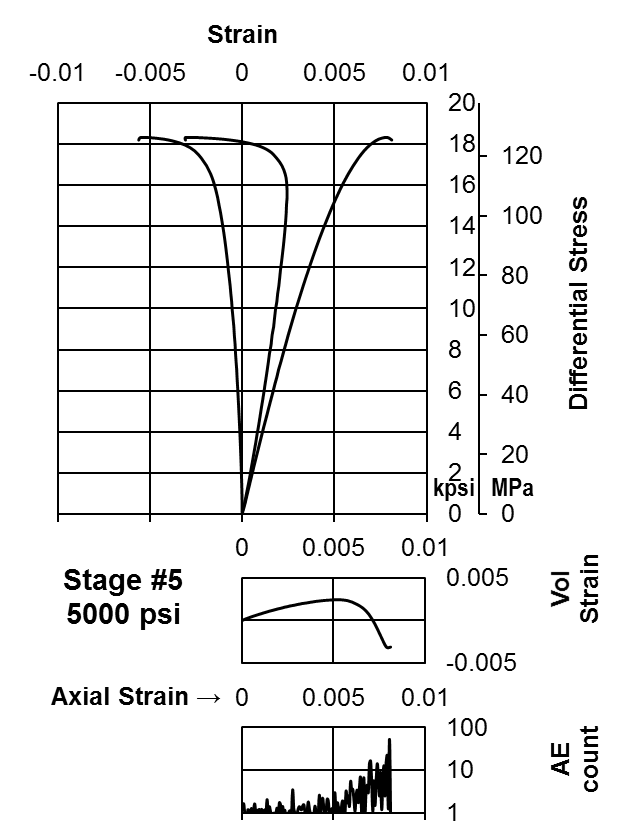 Strain
-0.01 -0.005 0 0.005 0.01
20
18
120
16
14
100
12
80
10
60
8
6
40
4
20
2
kpsi MPa
0 0
Differential Stress
0 0.005 0.01
Stage #5
5000 psi
0.005
-0.005
Vol
Strain
Axial Strain → 0 0.005 0.01
100
10
1
AE
count